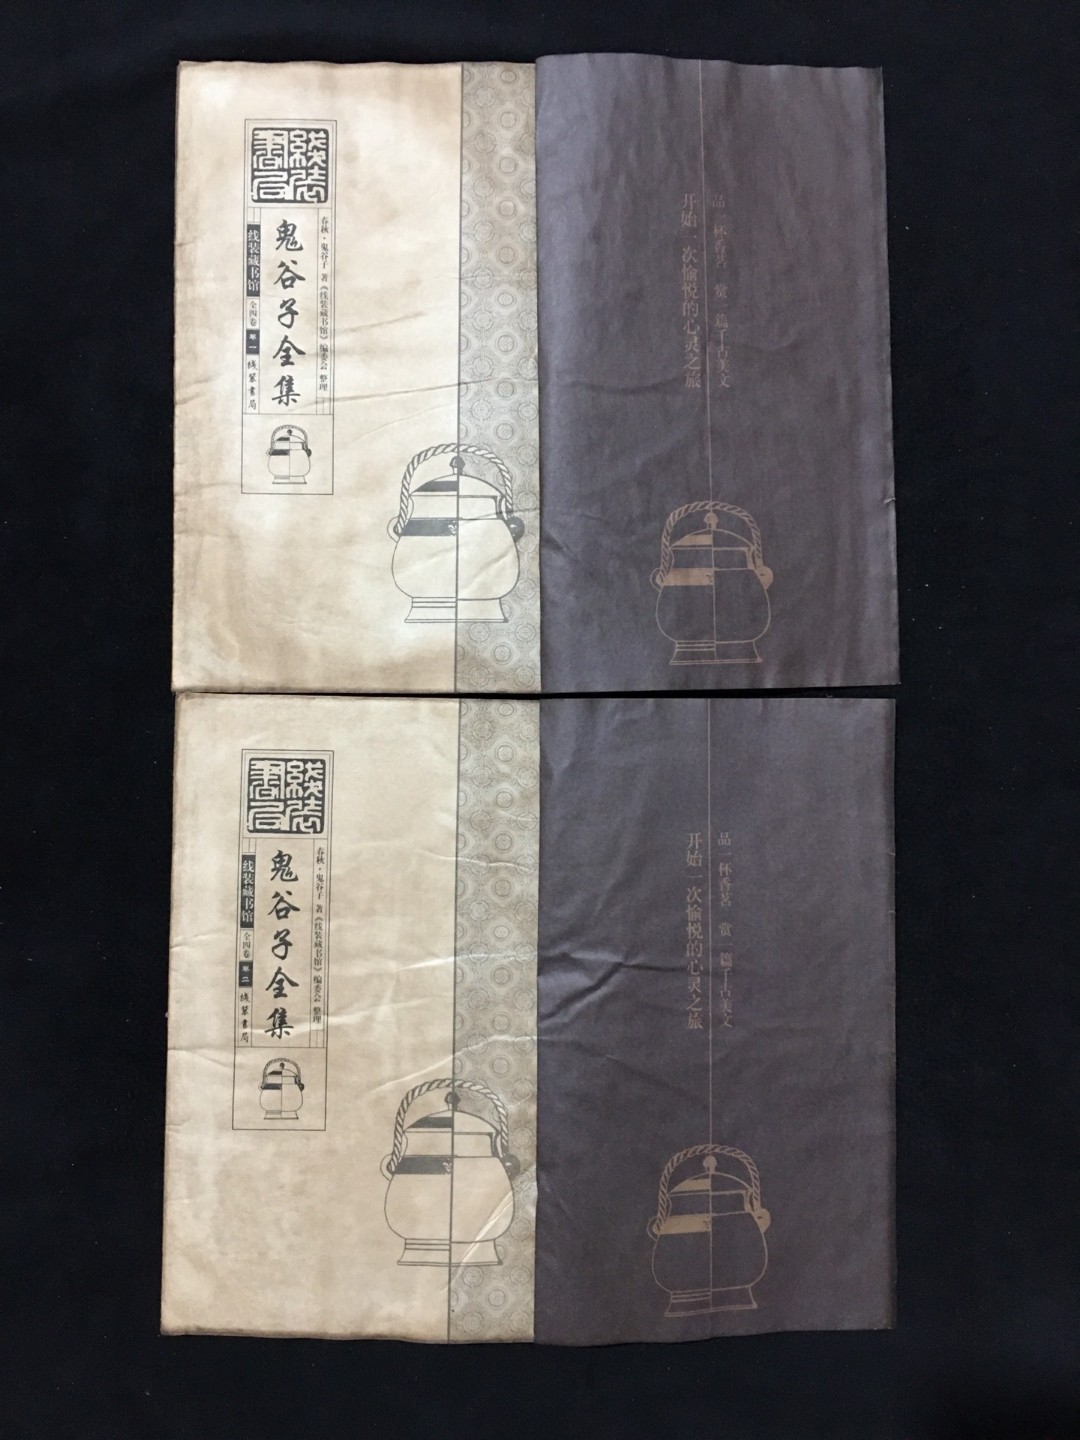 线装書局
春秋·鬼谷子 著《线装藏书馆》编委会 整理
鬼谷子全集
线装藏书馆
全四卷
卷一
线装書局
品一杯香茗 赏一篇千古美文
开始一次愉悦的心灵之旅
线装書局
春秋·鬼谷子 著《线装藏书馆》编委会 整理
鬼谷子全集
线装藏书馆
全四卷
卷二
线装書局
品一杯香茗 赏一篇千古美文
开始一次愉悦的心灵之旅